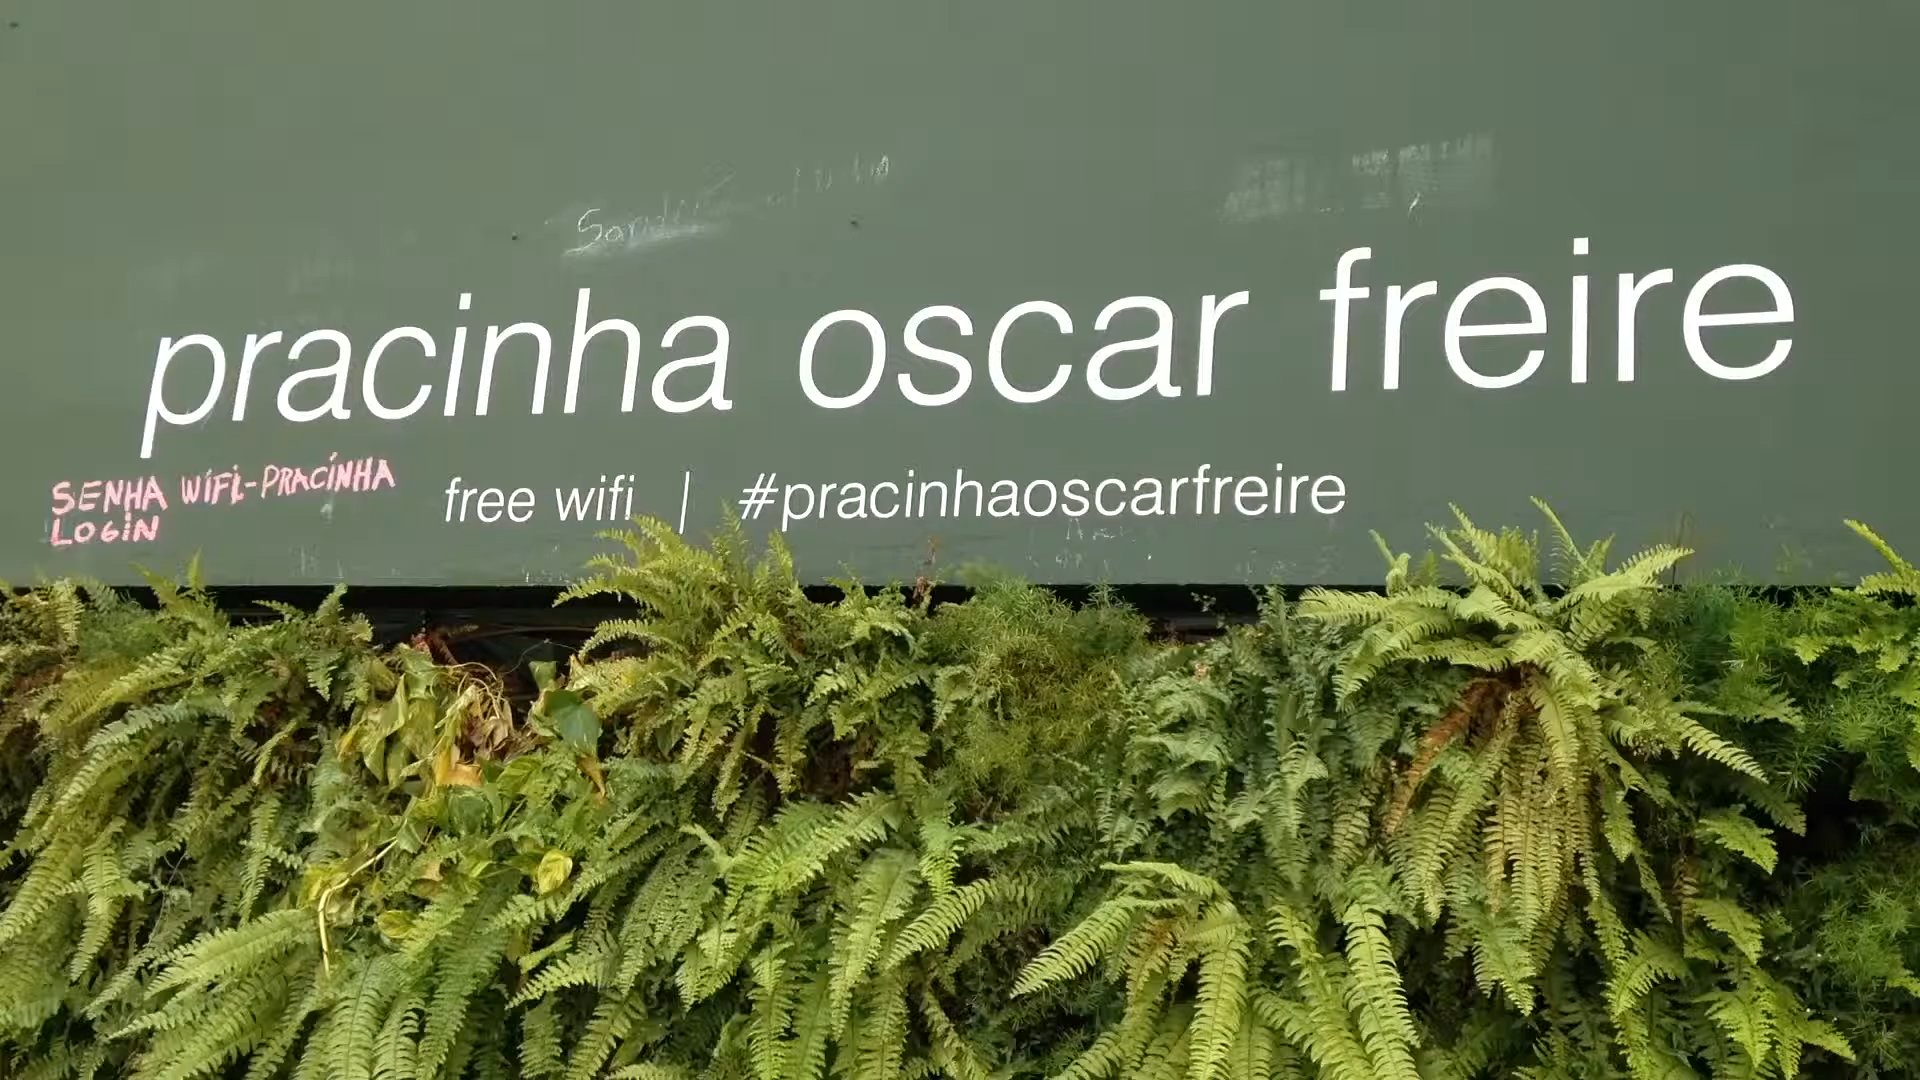 pracinha oscar freire
SENHA WIFI-PRACINHA
LOGIN
free wifi | #pracinhaoscarfreire